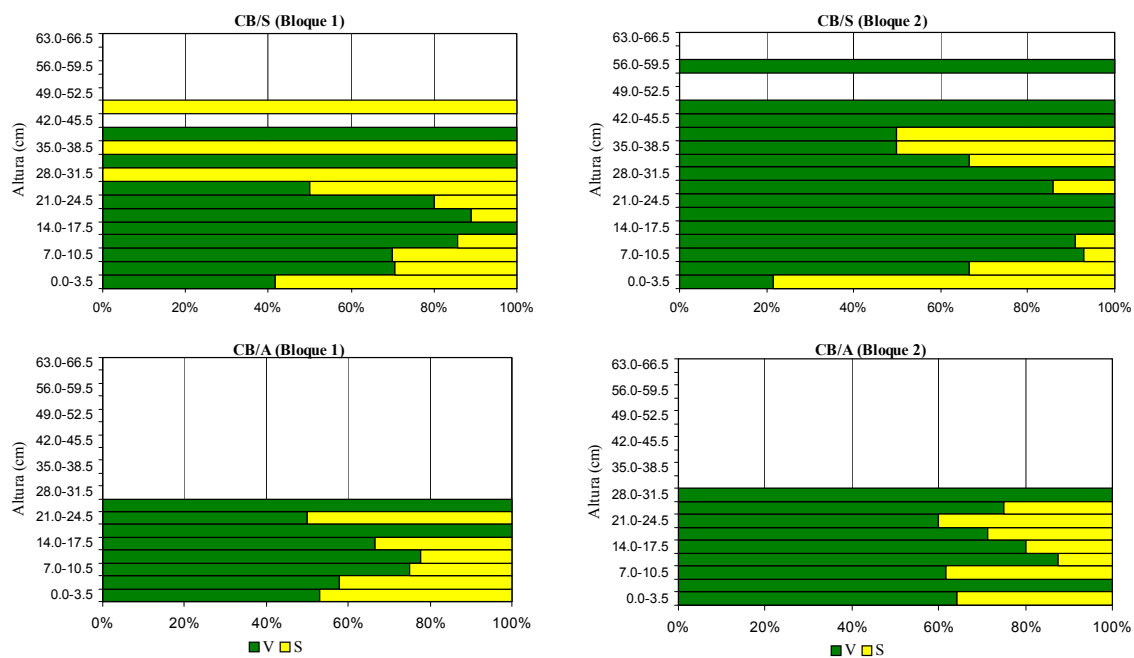 CB/S (Bloque 1)
Altura (cm)
63.0-66.5
56.0-59.5
49.0-52.5
42.0-45.5
35.0-38.5
28.0-31.5
21.0-24.5
14.0-17.5
7.0-10.5
0.0-3.5
0% 20% 40% 60% 80% 100%
CB/S (Bloque 2)
Altura (cm)
63.0-66.5
56.0-59.5
49.0-52.5
42.0-45.5
35.0-38.5
28.0-31.5
21.0-24.5
14.0-17.5
7.0-10.5
0.0-3.5
0% 20% 40% 60% 80% 100%
CB/A (Bloque 1)
Altura (cm)
63.0-66.5
56.0-59.5
49.0-52.5
42.0-45.5
35.0-38.5
28.0-31.5
21.0-24.5
14.0-17.5
7.0-10.5
0.0-3.5
0% 20% 40% 60% 80% 100%
V S
CB/A (Bloque 2)
Altura (cm)
63.0-66.5
56.0-59.5
49.0-52.5
42.0-45.5
35.0-38.5
28.0-31.5
21.0-24.5
14.0-17.5
7.0-10.5
0.0-3.5
0% 20% 40% 60% 80% 100%
V S